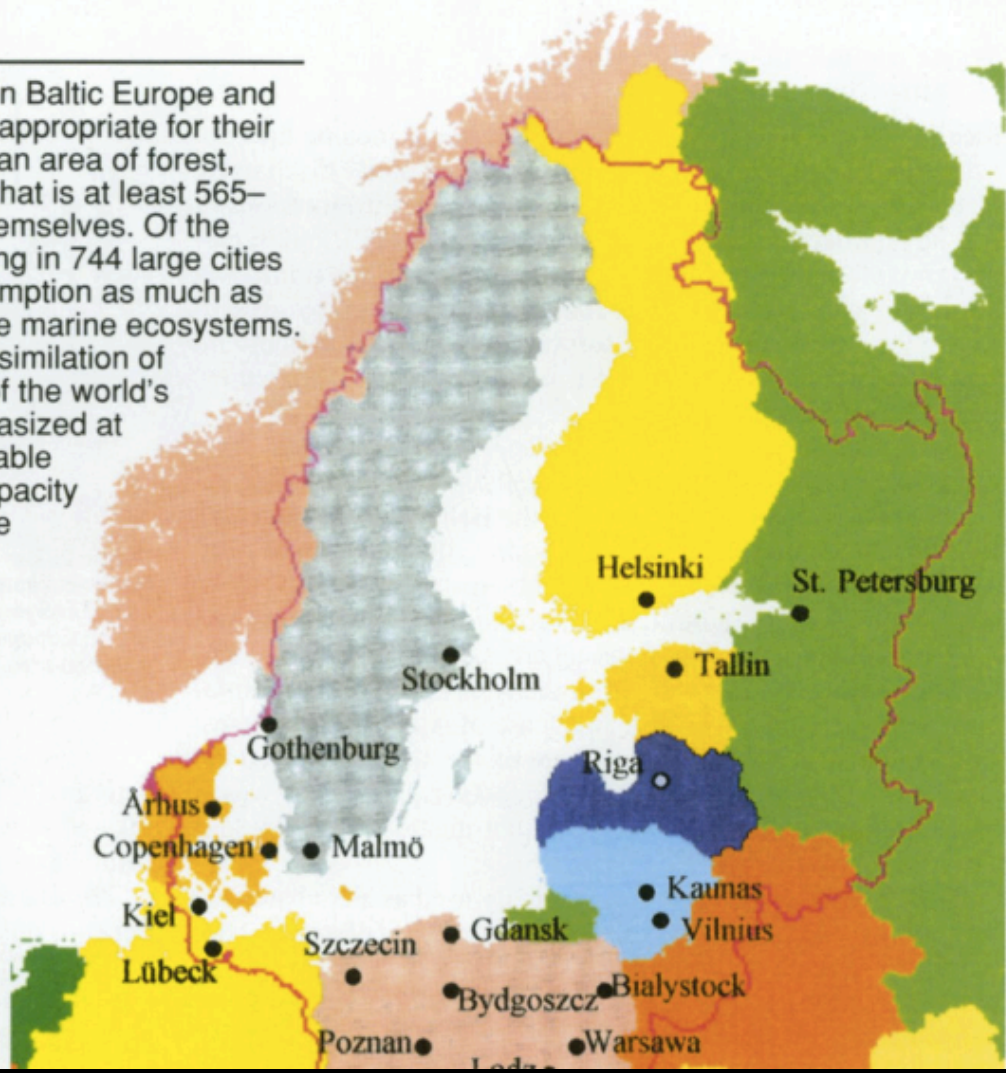 n Baltic Europe and
appropriate for their
an area of forest,
hat is at least 565–
emselves. Of the
ng in 744 large cities
mption as much as
e marine ecosystems.
similation of
of the world's
asized at
able
pacity
e
Helsinki
St. Petersburg
Stockholm
Tallin
Gothenburg
Riga
Århus
Copenhagen
Malmö
Kaunas
Kiel
Vilnius
Gdansk
Szczecin
Lübeck
Bialystock
Bydgoszcz
Poznan
Warsawa
Lodz